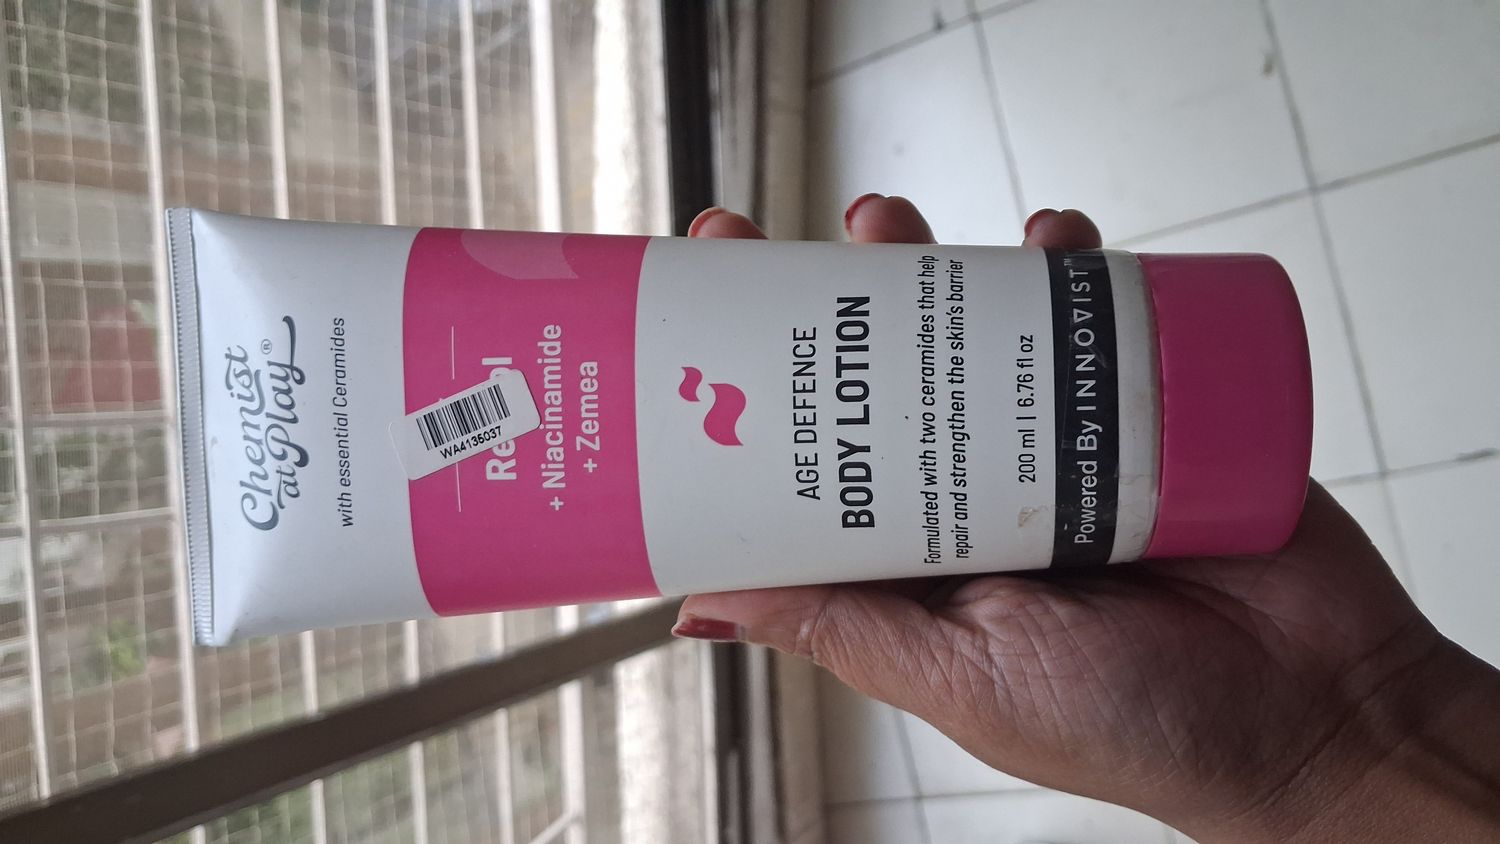 Chemist
at Play®
with essential Ceramides
+ Niacinamide
+ Zemea
WA4135037
AGE DEFENCE
BODY LOTION
Formulated with two ceramides that help
repair and strengthen the skin's barrier
200 ml | 6.76 fl oz
Powered By INNOVIST™